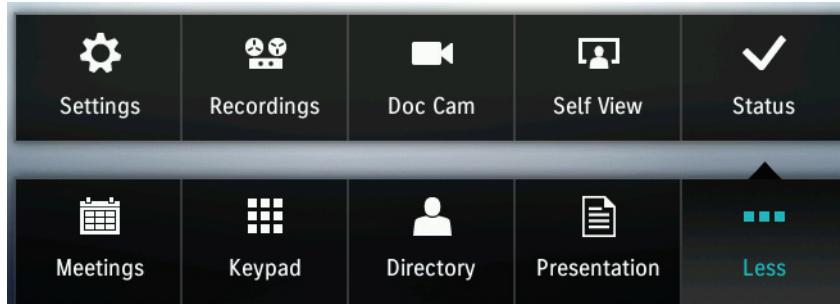 Settings Recordings Doc Cam Self View Status
Meetings Keypad Directory Presentation Less